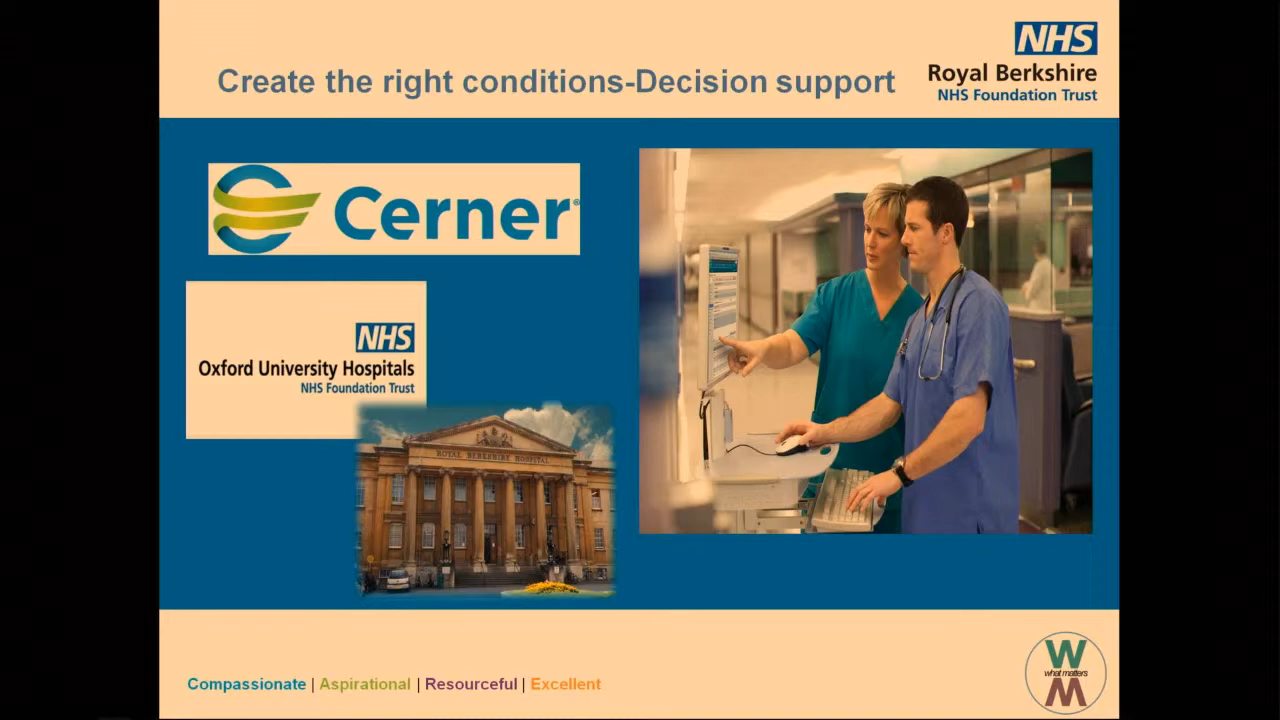 Create the right conditions-Decision support
NHS
Royal Berkshire
NHS Foundation Trust
Cerner®
NHS
Oxford University Hospitals
NHS Foundation Trust
ROYAL BERKSHIRE HOSPITAL
Compassionate | Aspirational | Resourceful | Excellent
W
what matters
M